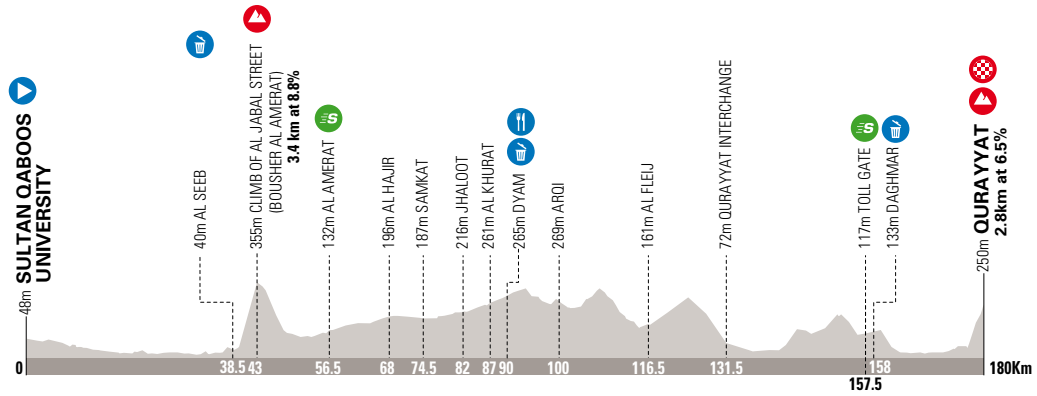 48m SULTAN QABOOS
UNIVERSITY
40m AL SEEB
355m CLIMB OF AL JABAL STREET
(BOUSHER AL AMERAT)
3.4 km at 8.8%
132m AL AMERAT
S
196m AL HAJIR
187m SAMKAT
216m JHALOOT
261m AL KHURAT
265m DYAM
269m ARQI
161m AL FLEIJ
72m QURAYYAT INTERCHANGE
117m TOLL GATE
S
133m DAGHMAR
250m QURAYYAT
2.8km at 6.5%
0 38.5 43 56.5 68 74.5 82 87 90 100 116.5 131.5 158 180Km
157.5